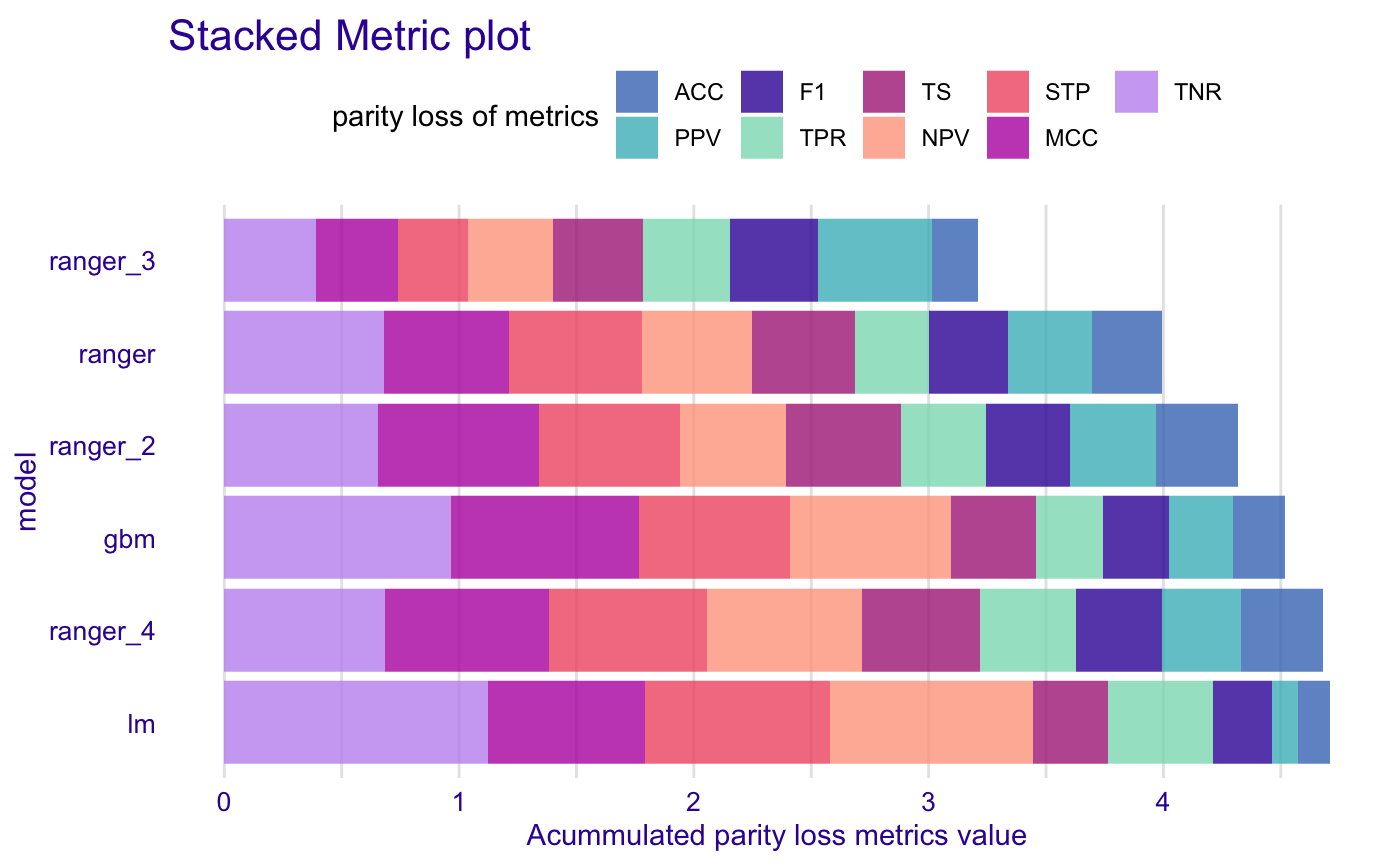 Stacked Metric plot
parity loss of metrics
ACC F1 TS STP TNR
PPV TPR NPV MCC
ranger_3
ranger
ranger_2
gbm
ranger_4
lm
model
0 1 2 3 4
Acummulated parity loss metrics value